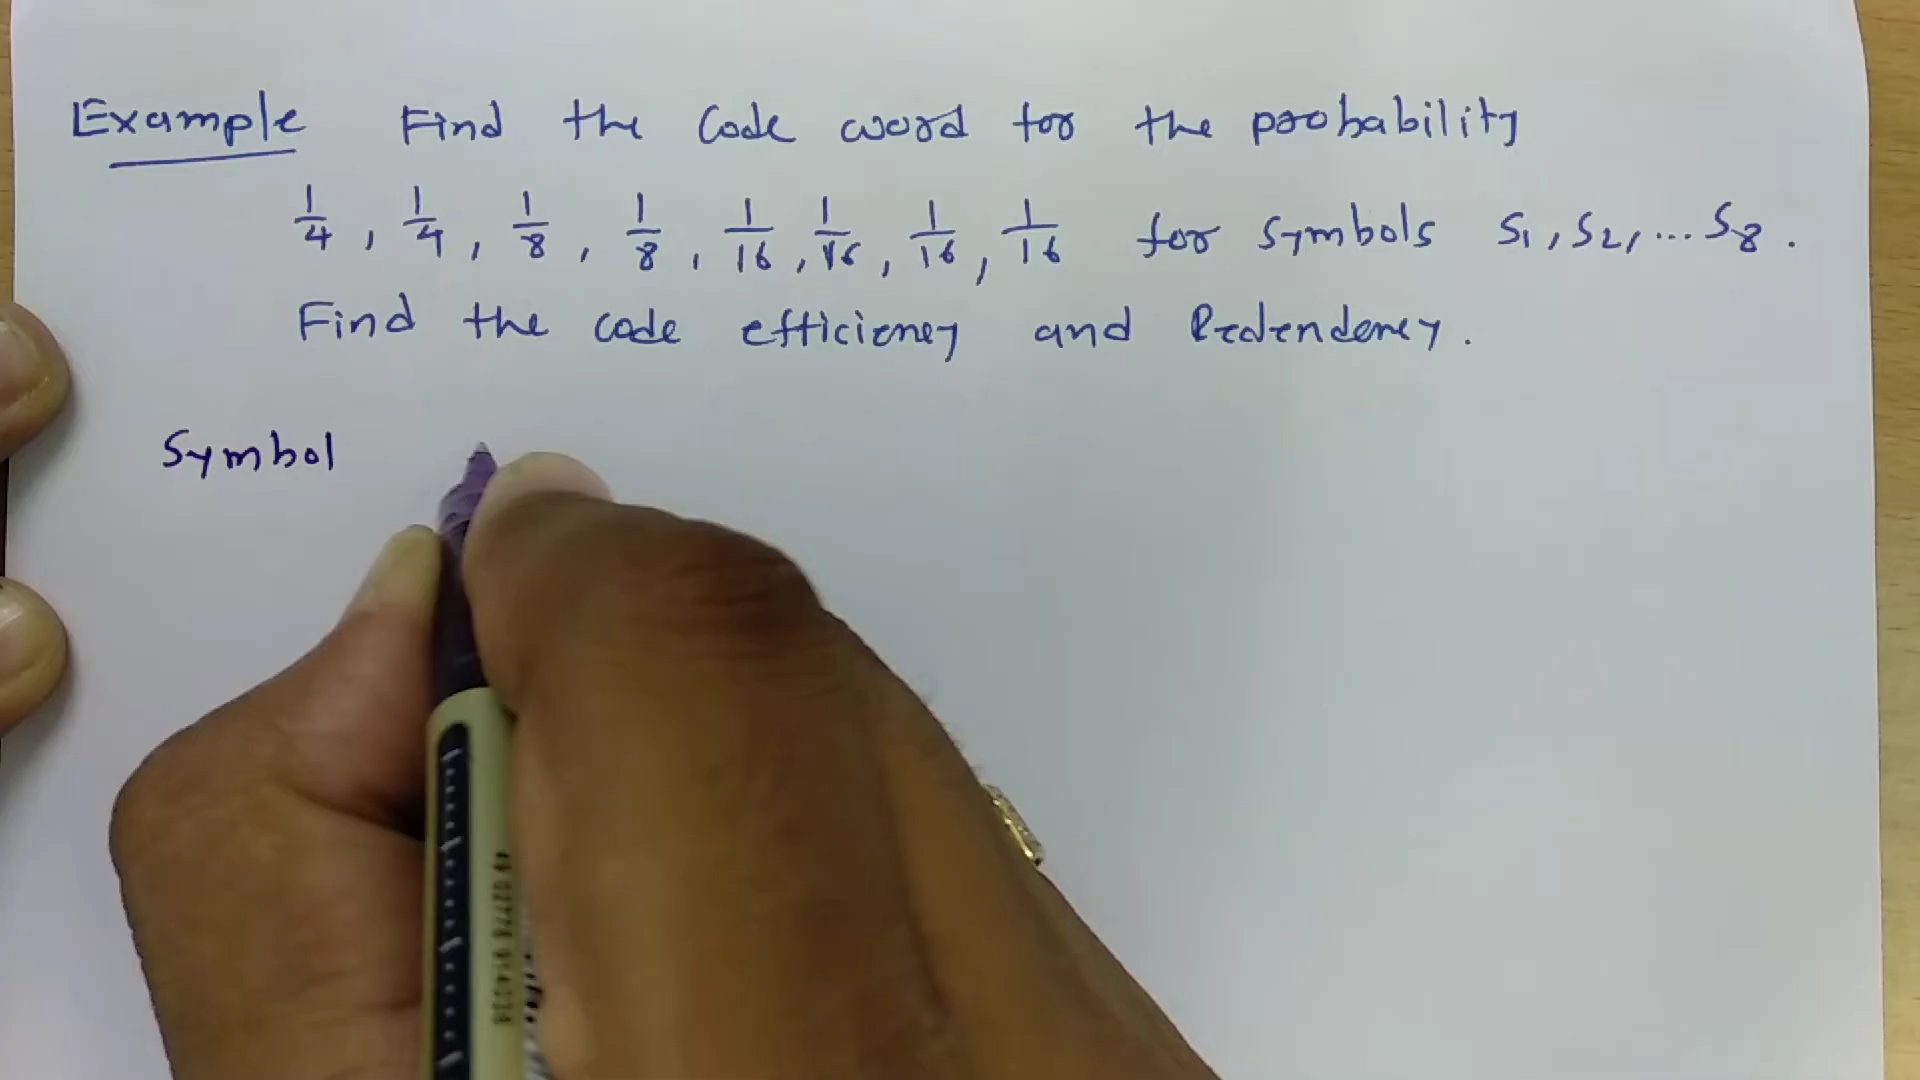 Example Find the Code word for the probability
1/4, 1/4, 1/8, 1/8, 1/16, 1/16, 1/16, 1/16 for symbols S1, S2, ... S8.
Find the code efficiency and Redendency.
Symbol